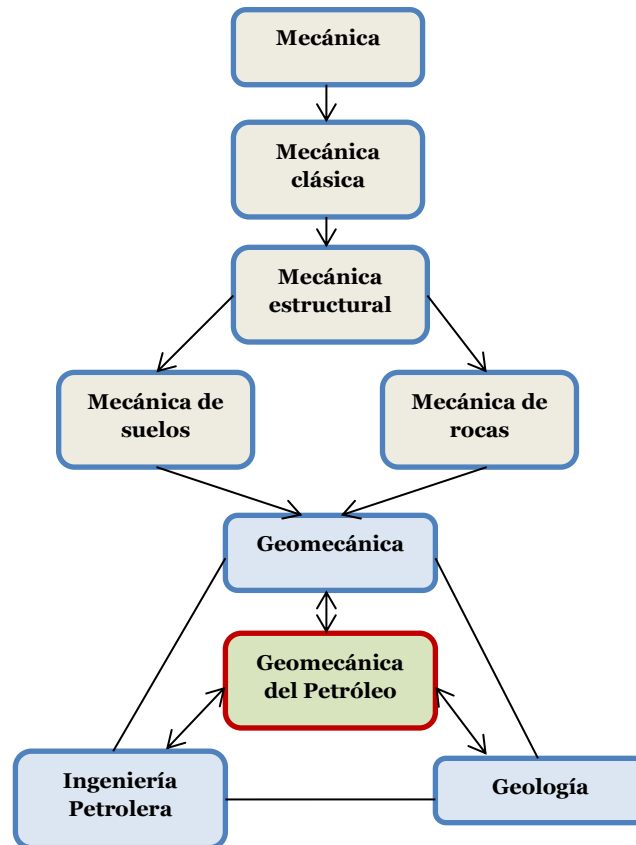 Mecánica
Mecánica
clásica
Mecánica
estructural
Mecánica de
suelos
Mecánica de
rocas
Geomecánica
Geomecánica
del Petróleo
Ingeniería
Petrolera
Geología